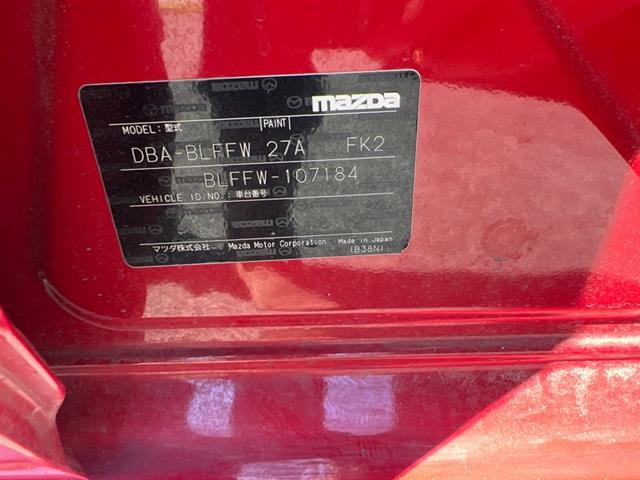 mazda
MODEL: 型式 PAINT
DBA-BLFFW 27A FK2
BLFFW-107184
VEHICLE ID.NO.: 車台番号
マツダ株式会社 Mazda Motor Corporation Made in Japan
(B38N)